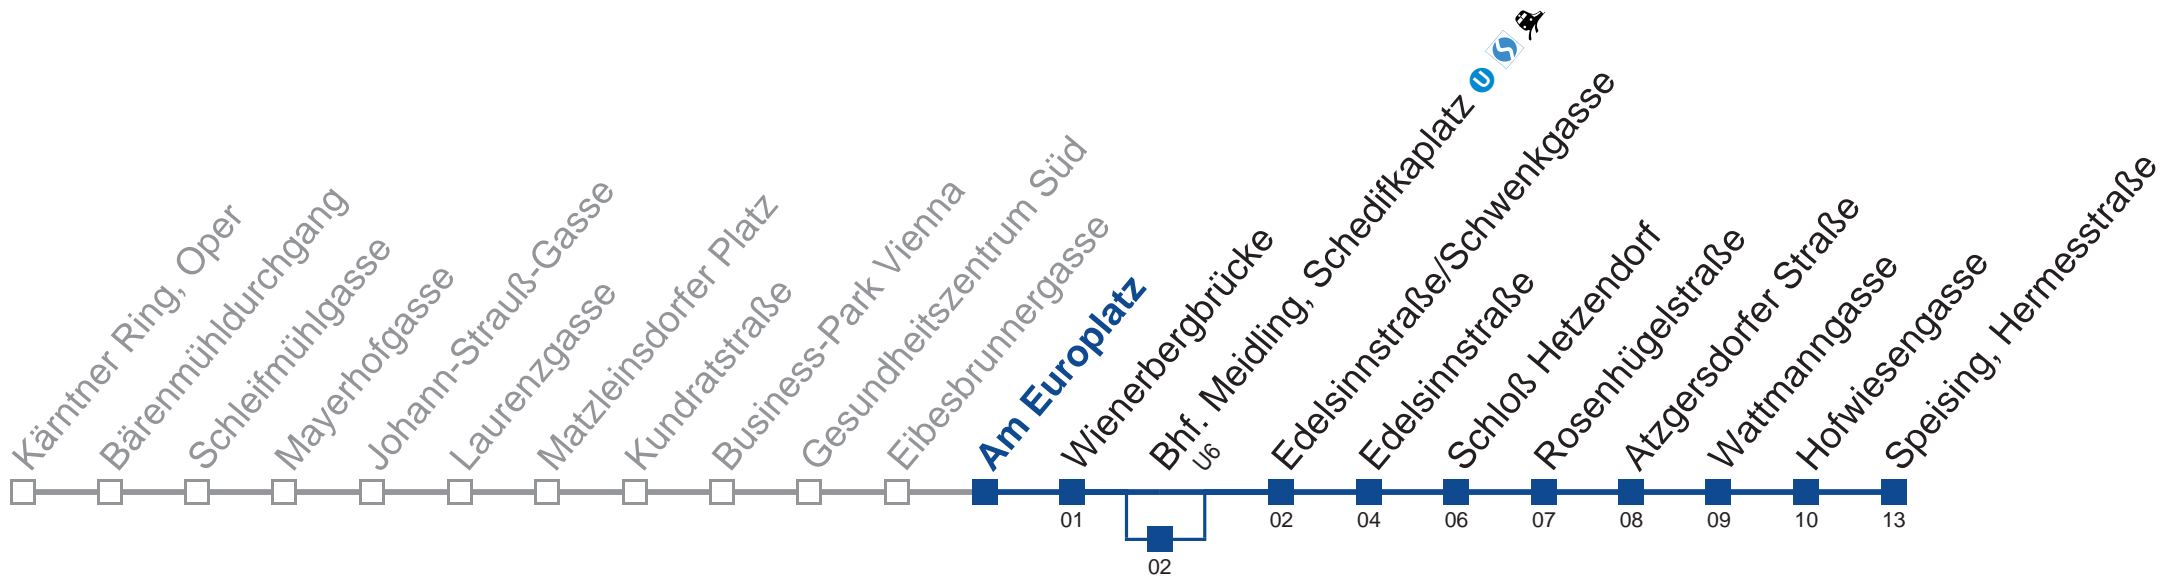 Kärntner Ring, Oper
Bärenmühldurchgang
Schleifmühlgasse
Mayerhofgasse
Johann-Strauß-Gasse
Laurenzgasse
Matzleinsdorfer Platz
Kundratstraße
Business-Park Vienna
Gesundheitszentrum Süd
Eibesbrunnergasse
Am Europlatz
Wienerbergbrücke
01
Bhf. Meidling, Schedifkaplatz U S
U6
02
Edelsinnstraße/Schwenkgasse
02
Edelsinnstraße
04
Schloß Hetzendorf
06
Rosenhügelstraße
07
Atzgersdorfer Straße
08
Wattmanngasse
09
Hofwiesengasse
10
Speising, Hermesstraße
13